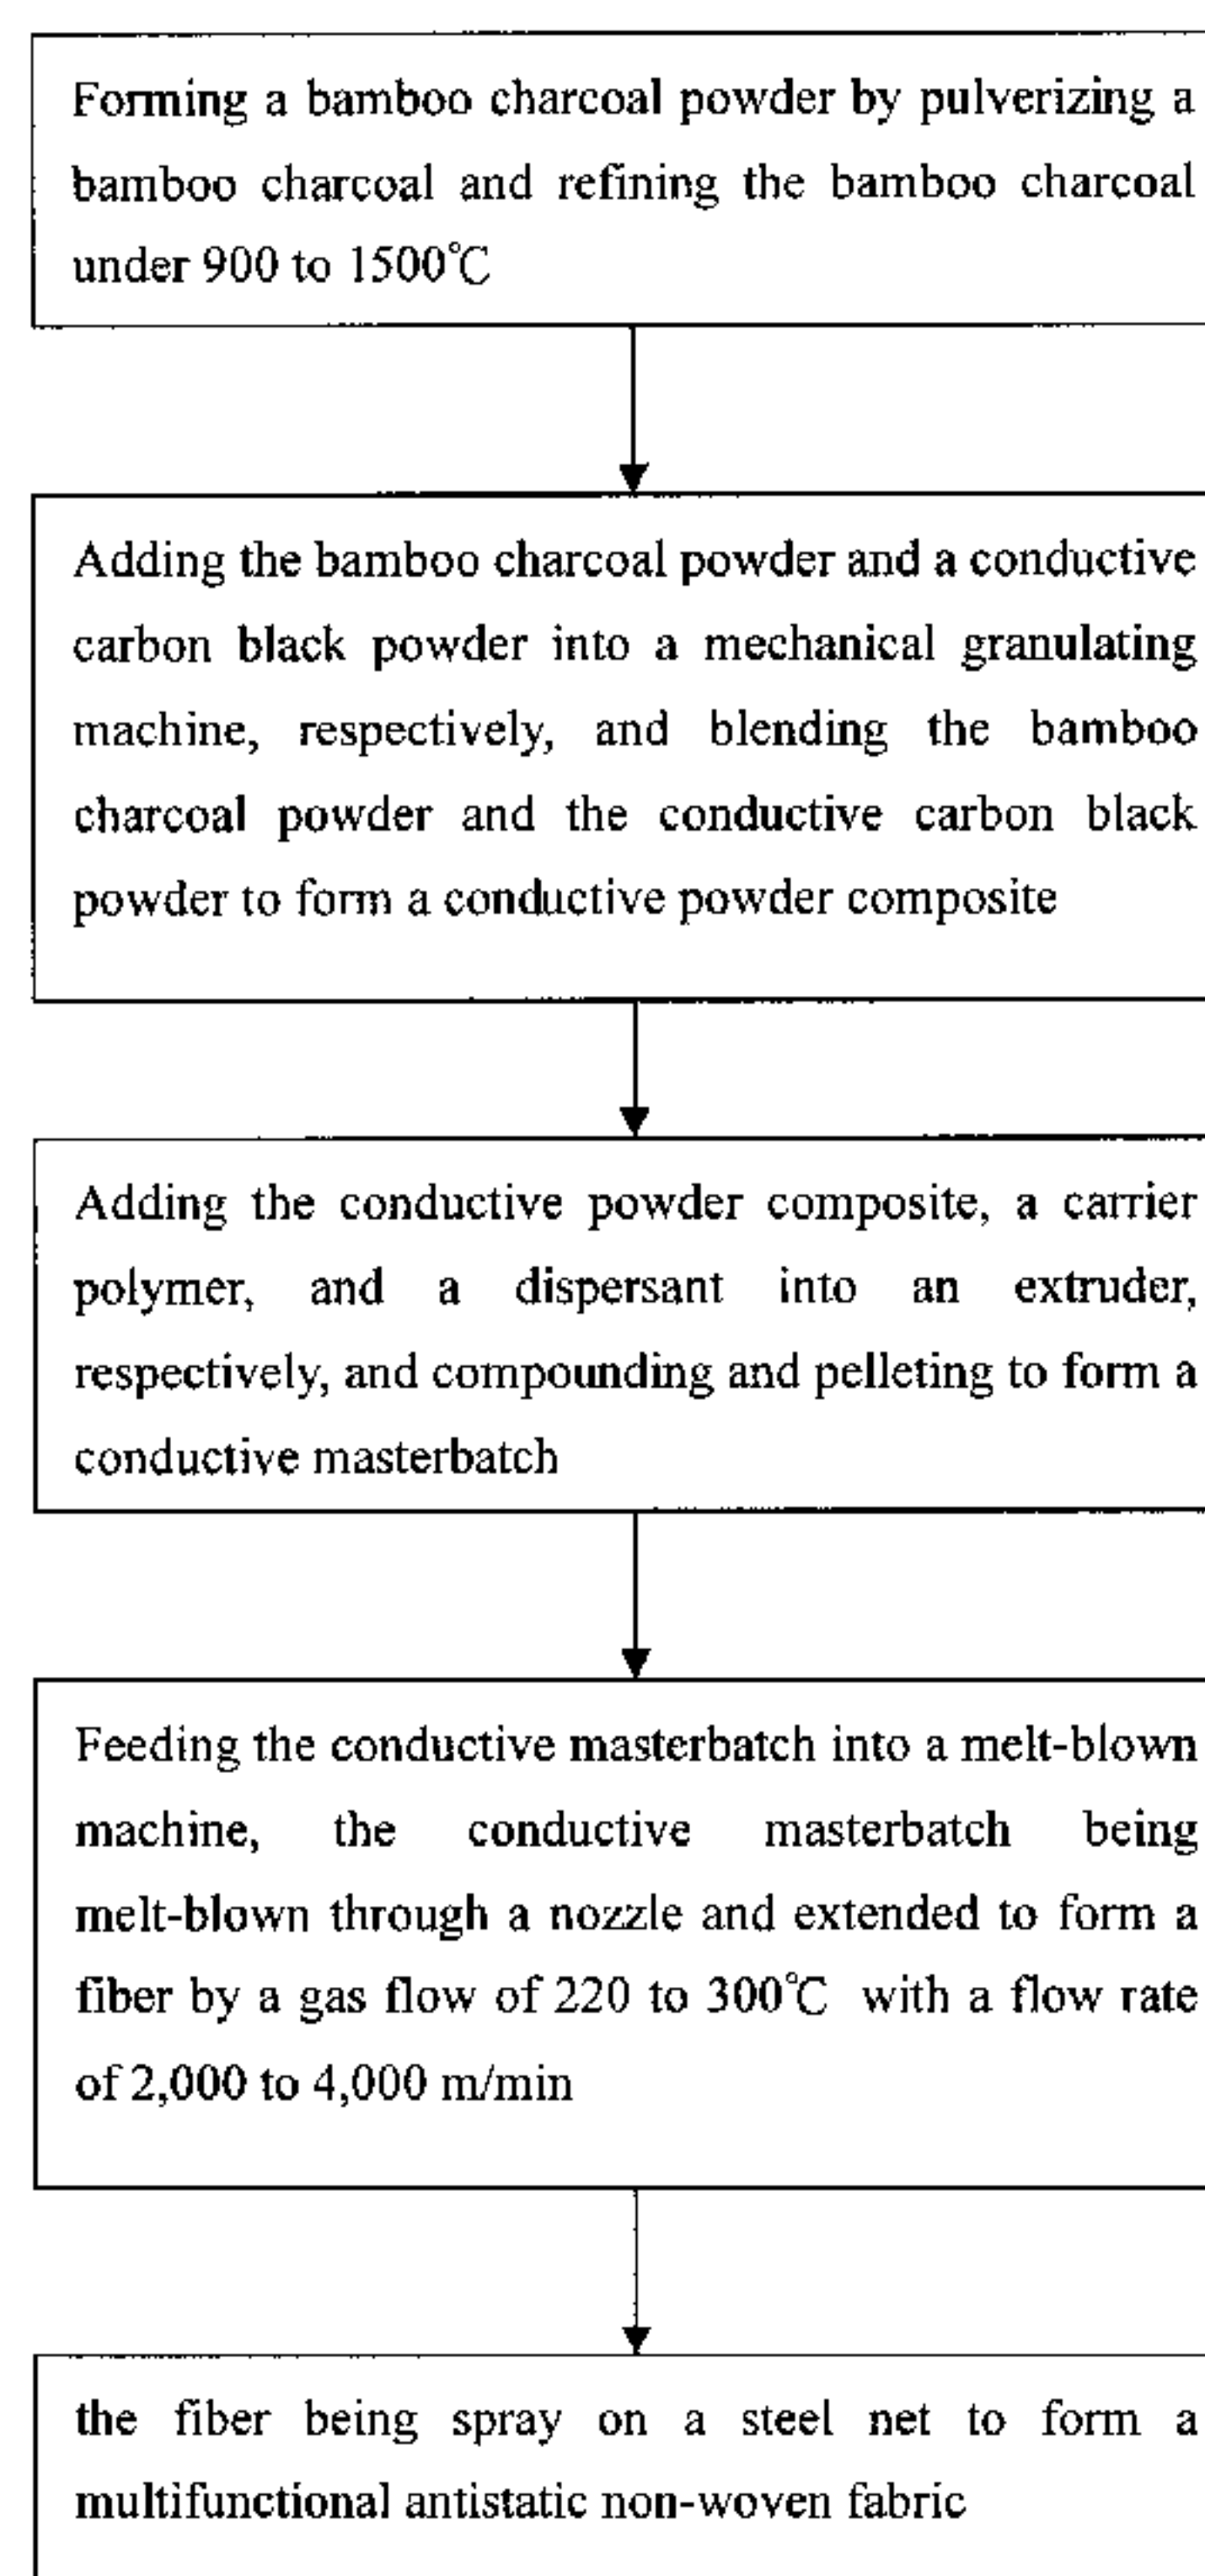 Forming a bamboo charcoal powder by pulverizing a
bamboo charcoal and refining the bamboo charcoal
under 900 to 1500℃
Adding the bamboo charcoal powder and a conductive
carbon black powder into a mechanical granulating
machine, respectively, and blending the bamboo
charcoal powder and the conductive carbon black
powder to form a conductive powder composite
Adding the conductive powder composite, a carrier
polymer, and a dispersant into an extruder,
respectively, and compounding and pelleting to form a
conductive masterbatch
Feeding the conductive masterbatch into a melt-blown
machine, the conductive masterbatch being
melt-blown through a nozzle and extended to form a
fiber by a gas flow of 220 to 300℃ with a flow rate
of 2,000 to 4,000 m/min
the fiber being spray on a steel net to form a
multifunctional antistatic non-woven fabric